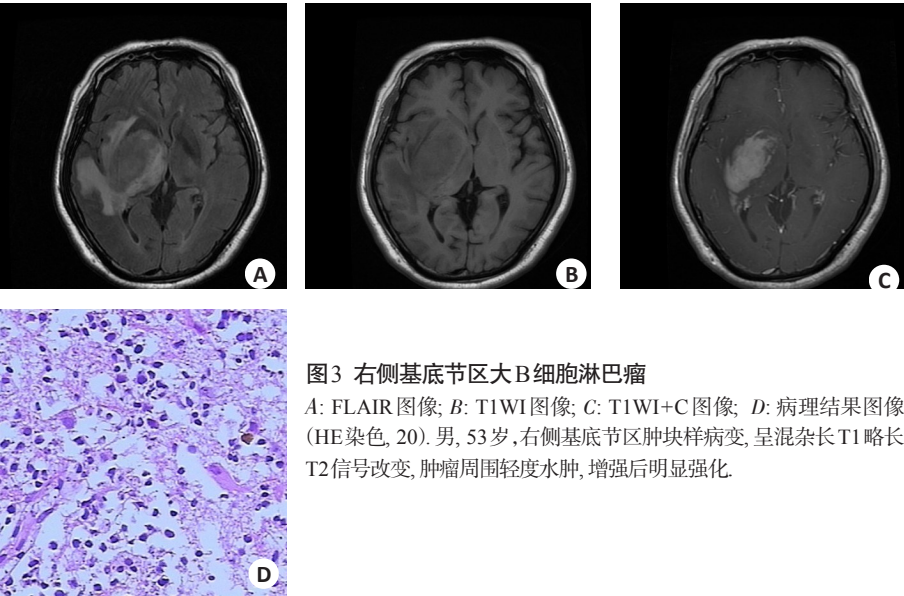 A
B
C
D
图3 右侧基底节区大B细胞淋巴瘤
A: FLAIR图像; B: T1WI图像; C: T1WI+C图像; D: 病理结果图像
(HE染色, 20). 男, 53岁,右侧基底节区肿块样病变, 呈混杂长T1略长
T2信号改变, 肿瘤周围轻度水肿, 增强后明显强化.